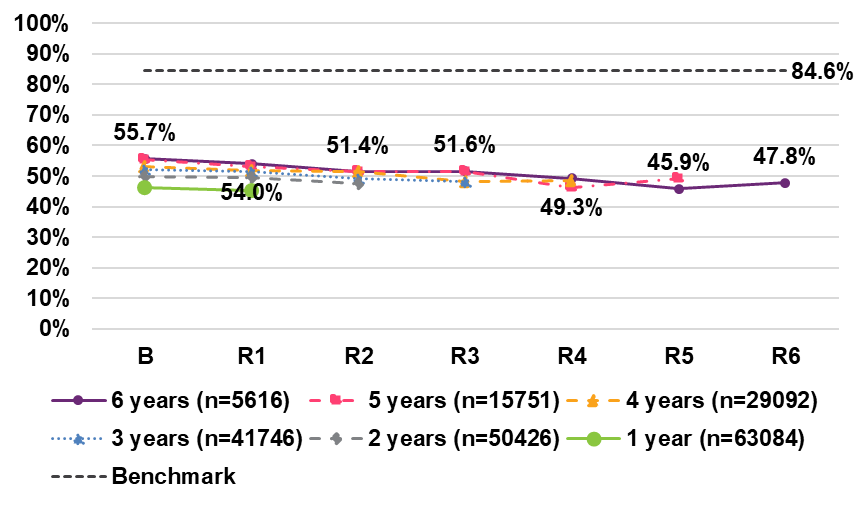 100%
90%
84.6%
80%
70%
60%
55.7% 51.4% 51.6% 45.9% 47.8%
50%
54.0% 49.3%
40%
30%
20%
10%
0%
B R1 R2 R3 R4 R5 R6
6 years (n=5616) 5 years (n=15751) 4 years (n=29092)
3 years (n=41746) 2 years (n=50426) 1 year (n=63084)
Benchmark